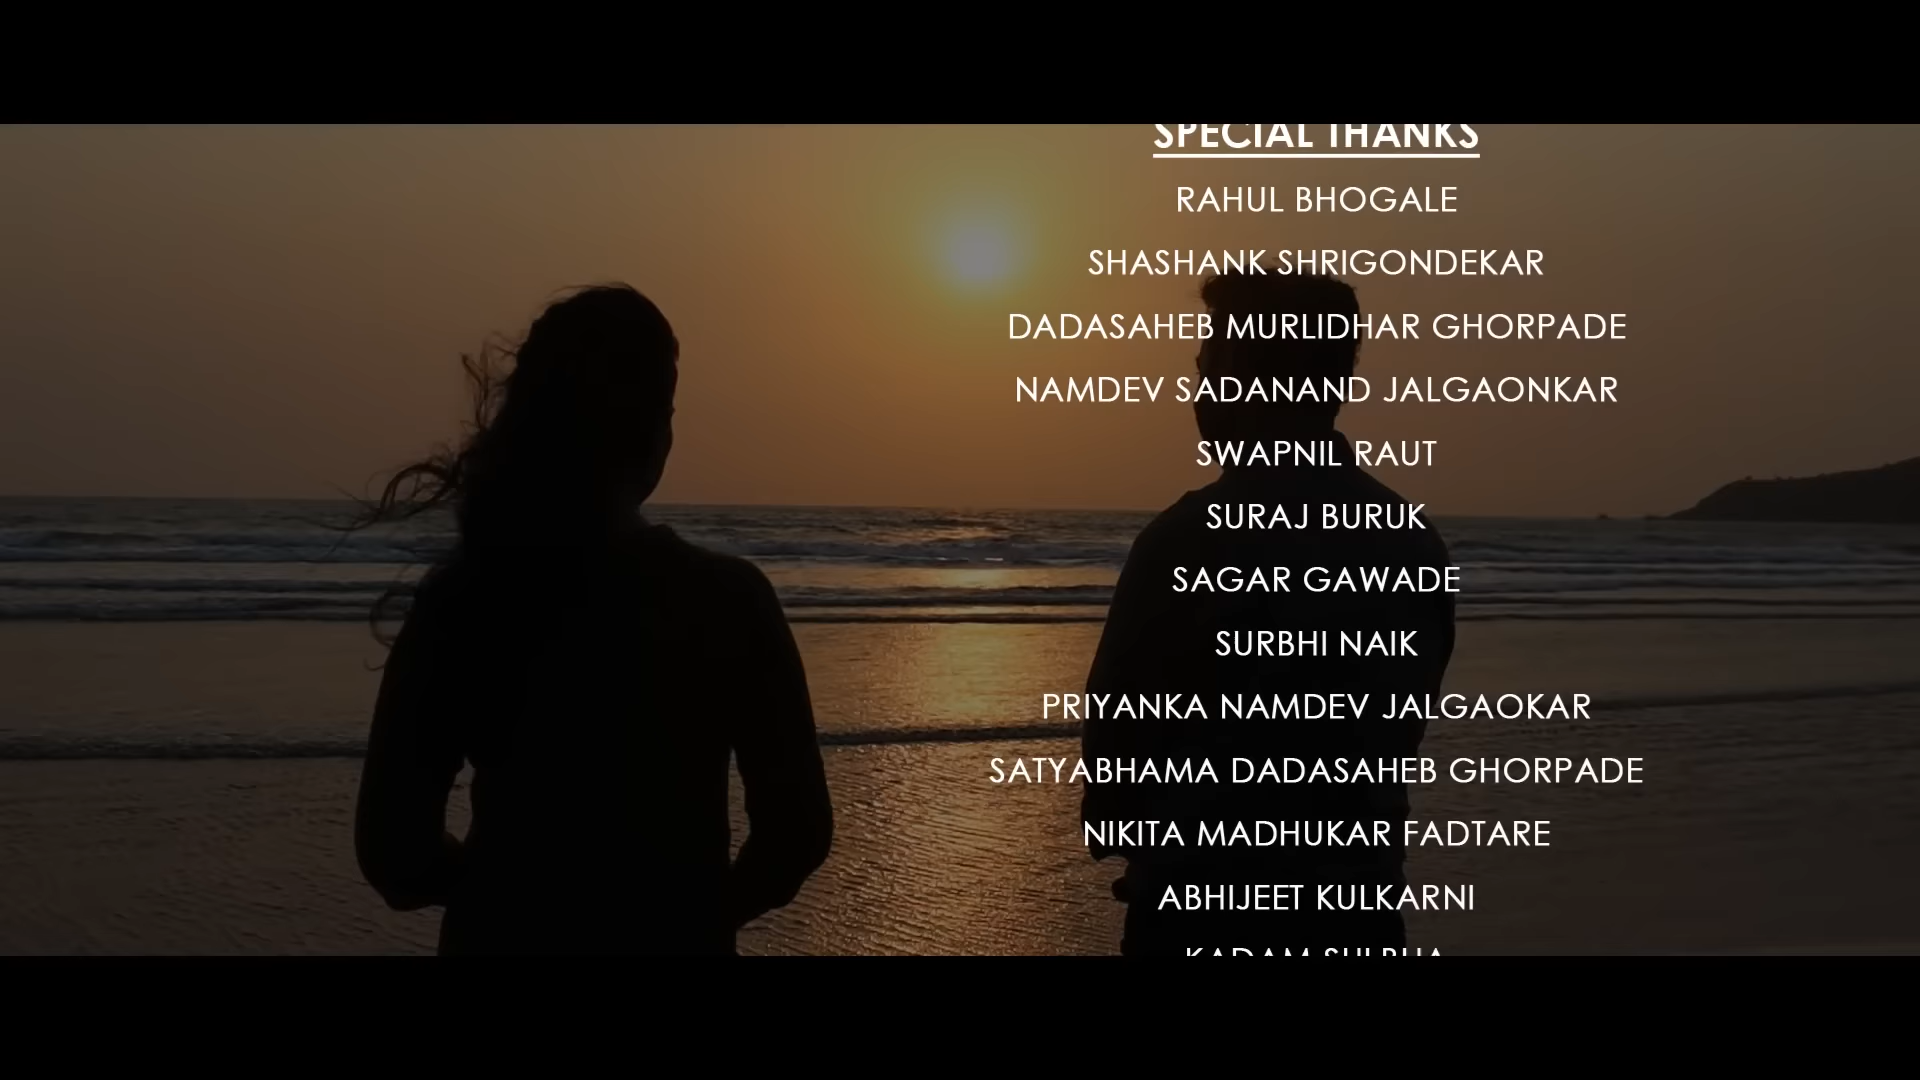 SPECIAL THANKS
RAHUL BHOGALE
SHASHANK SHRIGONDEKAR
DADASAHEB MURLIDHAR GHORPADE
NAMDEV SADANAND JALGAONKAR
SWAPNIL RAUT
SURAJ BURUK
SAGAR GAWADE
SURBHI NAIK
PRIYANKA NAMDEV JALGAOKAR
SATYABHAMA DADASAHEB GHORPADE
NIKITA MADHUKAR FADTARE
ABHIJEET KULKARNI
KADAM